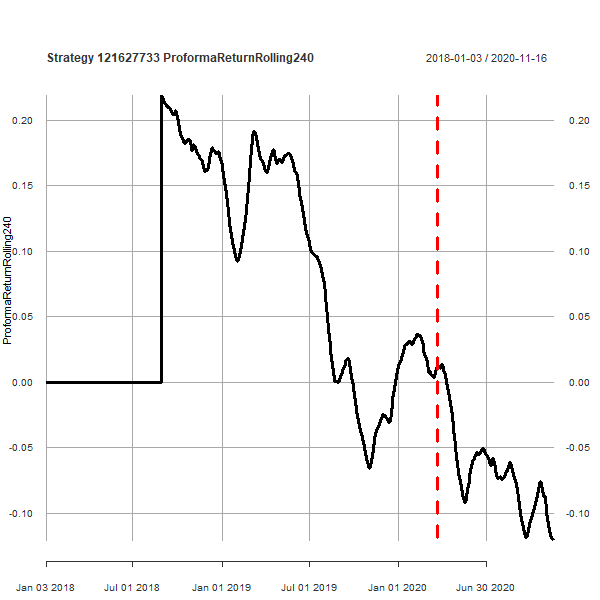 Strategy 121627733 ProformaReturnRolling240
2018-01-03 / 2020-11-16
ProformaReturnRolling240
0.20
0.15
0.10
0.05
0.00
-0.05
-0.10
0.20
0.15
0.10
0.05
0.00
-0.05
-0.10
Jan 03 2018
Jul 01 2018
Jan 01 2019
Jul 01 2019
Jan 01 2020
Jun 30 2020